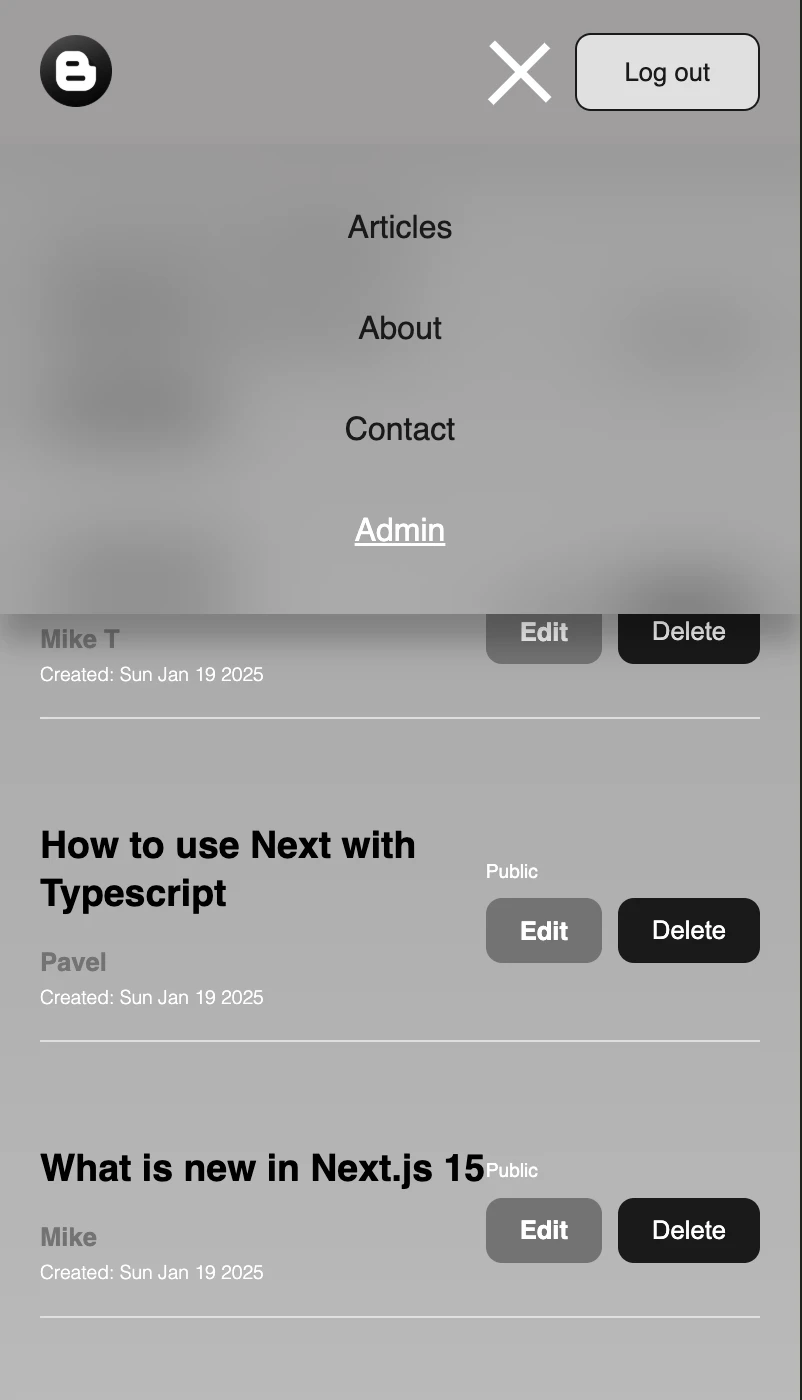 Log out
Articles
About
Contact
Admin
Mike T
Edit
Delete
Created: Sun Jan 19 2025
How to use Next with
Typescript
Public
Edit
Delete
Pavel
Created: Sun Jan 19 2025
What is new in Next.js 15
Public
Edit
Delete
Mike
Created: Sun Jan 19 2025